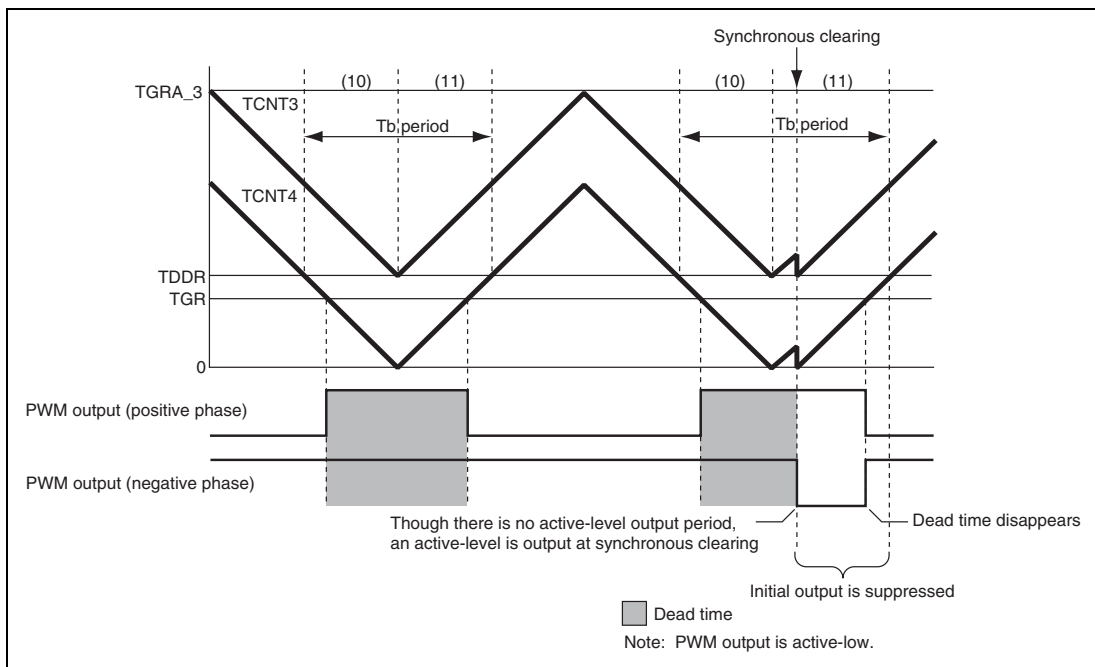 Synchronous clearing
(10) (11) (10) (11)
TGRA_3
TCNT3
Tb period Tb period
TCNT4
TDDR
TGR
0
PWM output (positive phase)
PWM output (negative phase)
Though there is no active-level output period,
an active-level is output at synchronous clearing
Dead time disappears
Initial output is suppressed
Dead time
Note: PWM output is active-low.